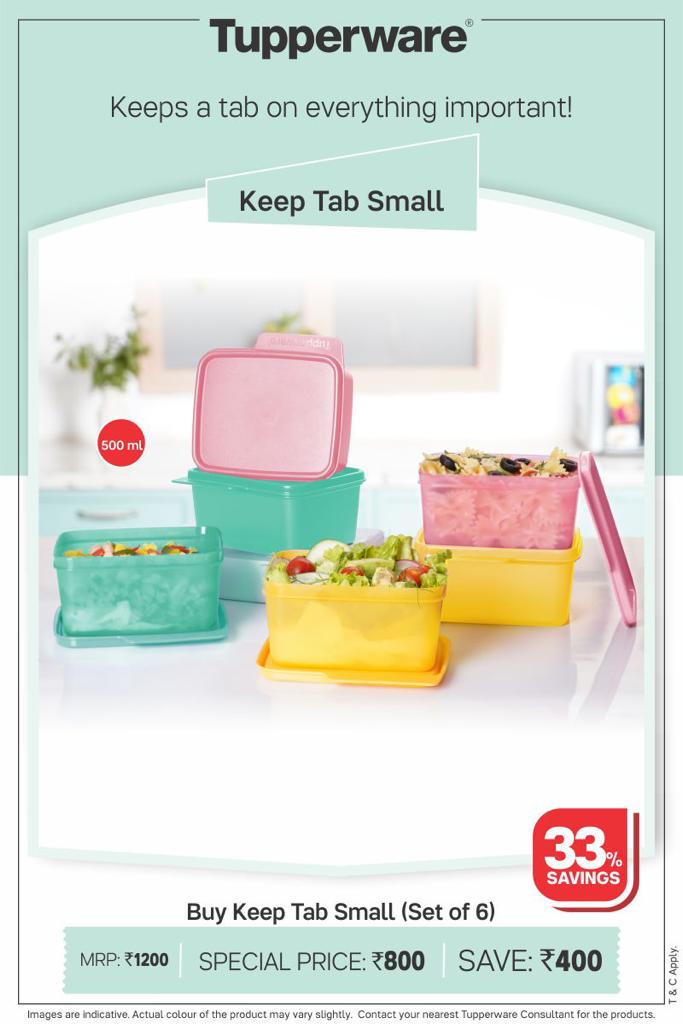 Tupperware®
Keeps a tab on everything important!
Keep Tab Small
Tupperware
500 ml
33%
SAVINGS
Buy Keep Tab Small (Set of 6)
MRP: ₹1200 SPECIAL PRICE: ₹800 SAVE: ₹400
T & C Apply.
Images are indicative. Actual colour of the product may vary slightly. Contact your nearest Tupperware Consultant for the products.